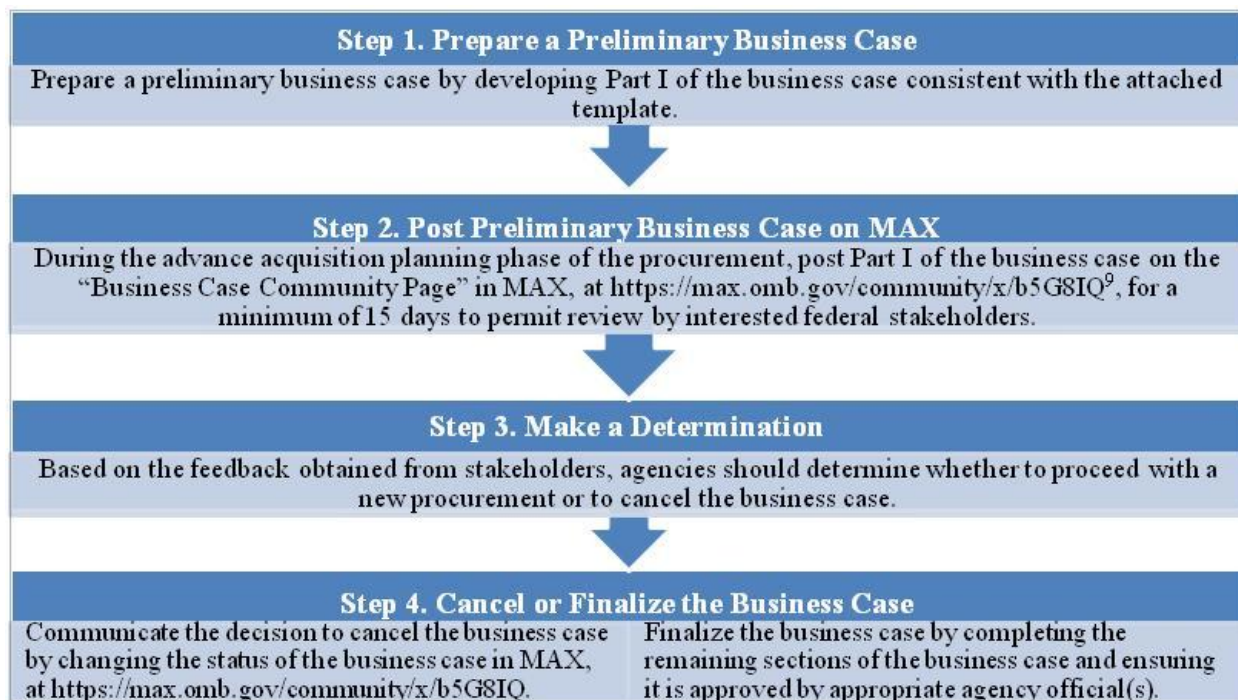 Step 1. Prepare a Preliminary Business Case
Prepare a preliminary business case by developing Part I of the business case consistent with the attached
template.
Step 2. Post Preliminary Business Case on MAX
During the advance acquisition planning phase of the procurement, post Part I of the business case on the
“Business Case Community Page” in MAX, at https://max.omb.gov/community/x/b5G8IQ⁹, for a
minimum of 15 days to permit review by interested federal stakeholders.
Step 3. Make a Determination
Based on the feedback obtained from stakeholders, agencies should determine whether to proceed with a
new procurement or to cancel the business case.
Step 4. Cancel or Finalize the Business Case
Communicate the decision to cancel the business case
by changing the status of the business case in MAX,
at https://max.omb.gov/community/x/b5G8IQ.
Finalize the business case by completing the
remaining sections of the business case and ensuring
it is approved by appropriate agency official(s).